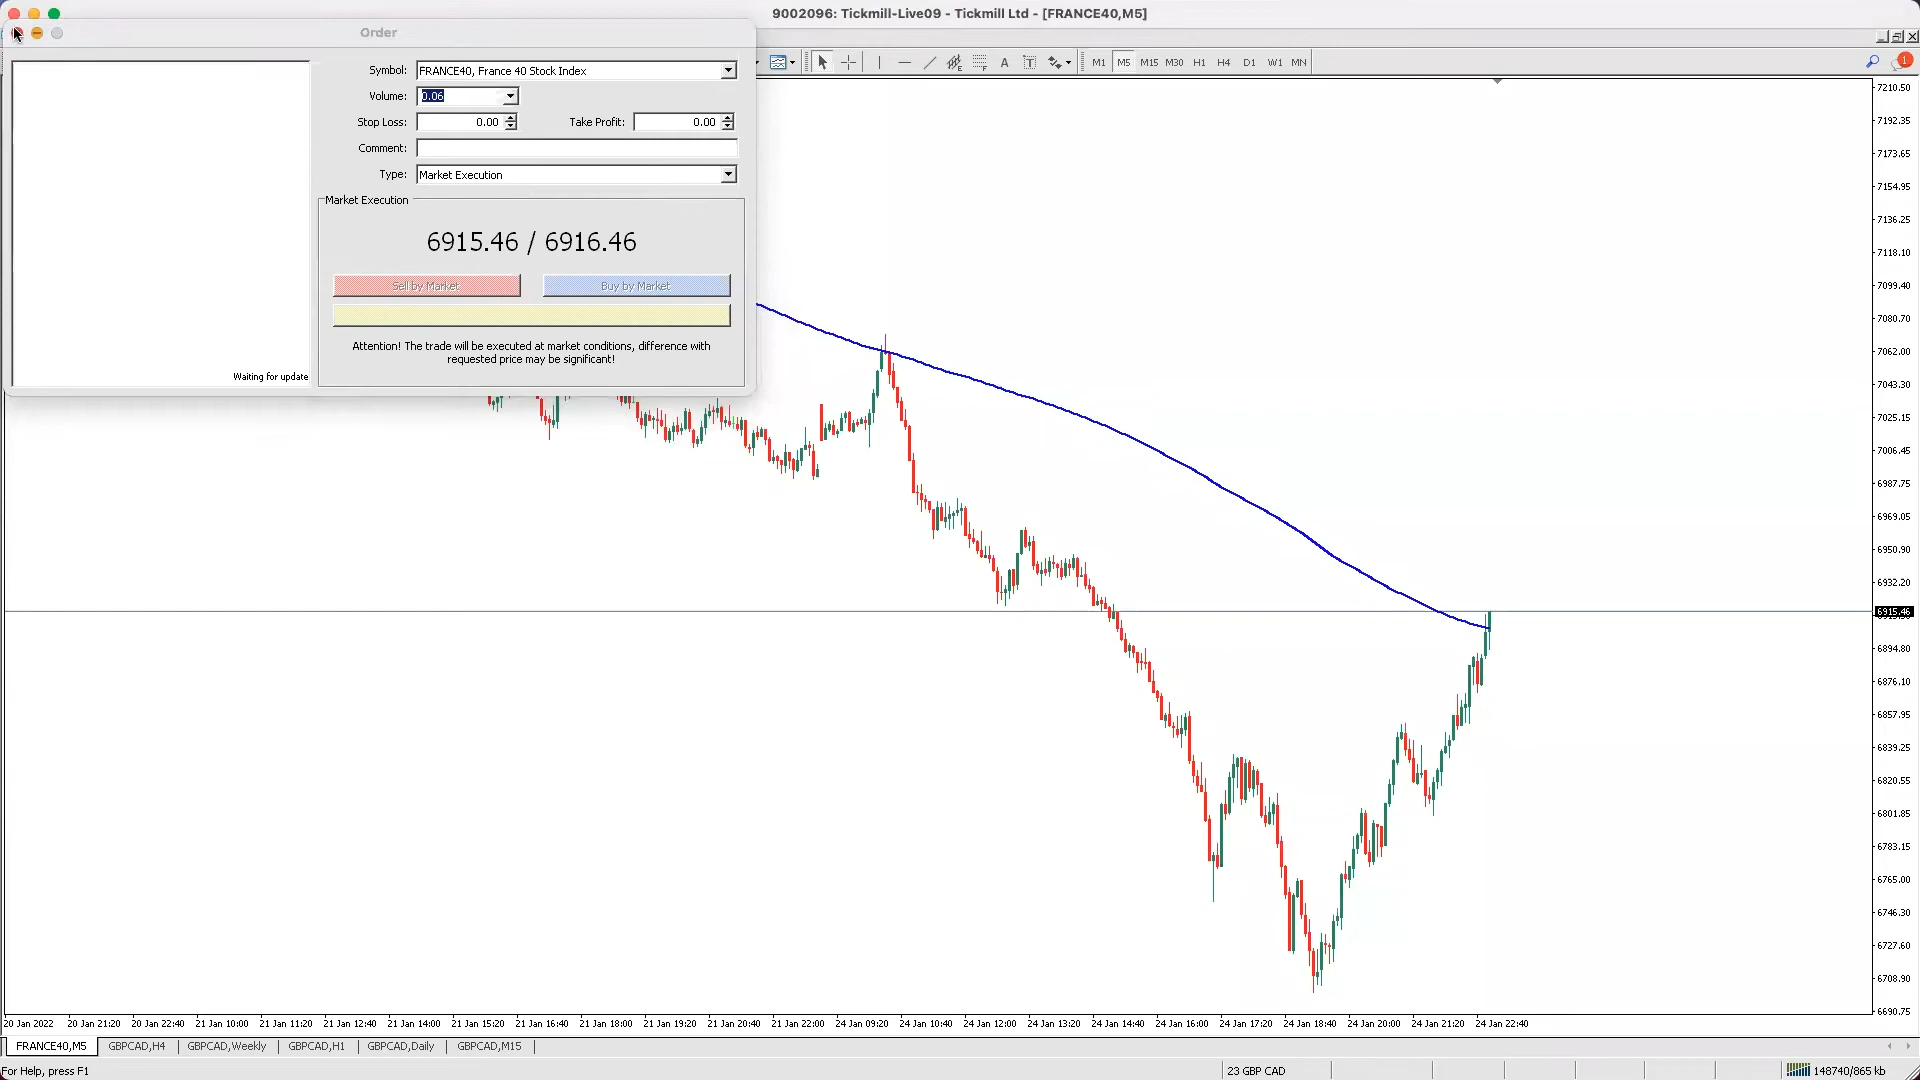 9002096: Tickmill-Live09 - Tickmill Ltd - [FRANCE40,M5]
Order
Symbol: FRANCE40, France 40 Stock Index
Volume: 0.06
Stop Loss: 0.00 Take Profit: 0.00
Comment:
Type: Market Execution
Market Execution
6915.46 / 6916.46
Sell by Market Buy by Market
Attention! The trade will be executed at market conditions, difference with
requested price may be significant!
Waiting for update
A T M1 M5 M15 M30 H1 H4 D1 W1 MN
1
7210.50
7192.35
7173.65
7154.95
7136.25
7118.10
7099.40
7080.70
7062.00
7043.30
7025.15
7006.45
6987.75
6969.05
6950.90
6932.20
6915.46
6894.80
6876.10
6857.95
6839.25
6820.55
6801.85
6783.15
6765.00
6746.30
6727.60
6708.90
6690.75
20 Jan 2022 20 Jan 21:20 20 Jan 22:40 21 Jan 10:00 21 Jan 11:20 21 Jan 12:40 21 Jan 14:00 21 Jan 15:20 21 Jan 16:40 21 Jan 18:00 21 Jan 19:20 21 Jan 20:40 21 Jan 22:00 24 Jan 09:20 24 Jan 10:40 24 Jan 12:00 24 Jan 13:20 24 Jan 14:40 24 Jan 16:00 24 Jan 17:20 24 Jan 18:40 24 Jan 20:00 24 Jan 21:20 24 Jan 22:40
FRANCE40,M5 GBPCAD,H4 GBPCAD,Weekly GBPCAD,H1 GBPCAD,Daily GBPCAD,M15
For Help, press F1 23 GBP CAD 148740/865 kb